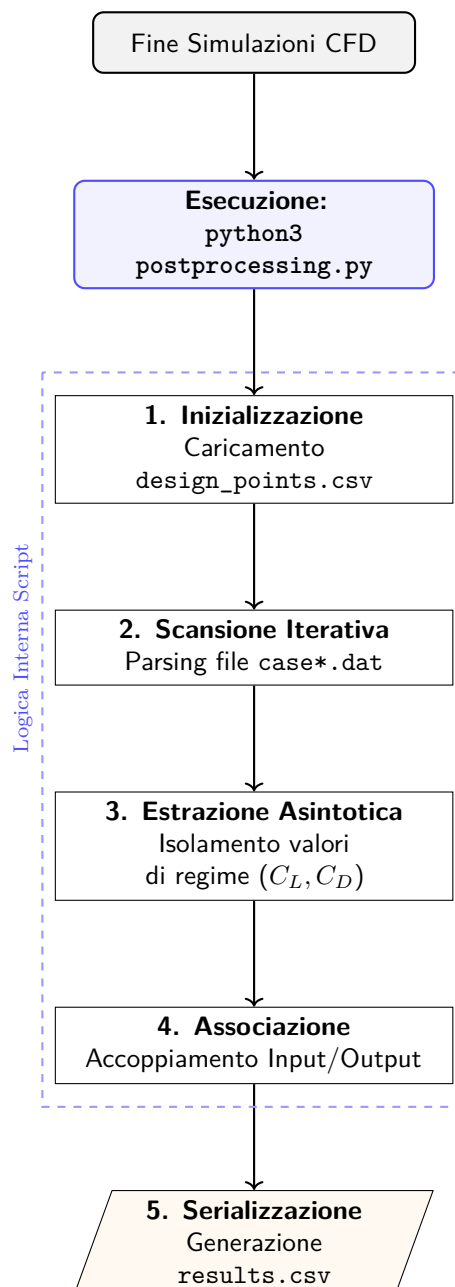 Fine Simulazioni CFD
Esecuzione:
python3
postprocessing.py
Logica Interna Script
1. Inizializzazione
Caricamento
design_points.csv
2. Scansione Iterativa
Parsing file case*.dat
3. Estrazione Asintotica
Isolamento valori
di regime (C_L, C_D)
4. Associazione
Accoppiamento Input/Output
5. Serializzazione
Generazione
results.csv